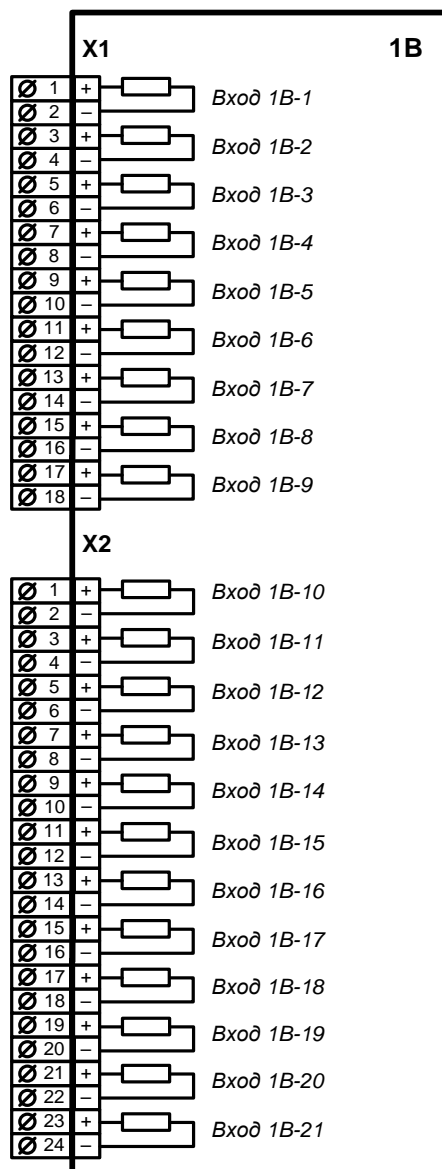 X1 1В
1 + Вход 1В-1
2 –
3 + Вход 1В-2
4 –
5 + Вход 1В-3
6 –
7 + Вход 1В-4
8 –
9 + Вход 1В-5
10 –
11 + Вход 1В-6
12 –
13 + Вход 1В-7
14 –
15 + Вход 1В-8
16 –
17 + Вход 1В-9
18 –
X2
1 + Вход 1В-10
2 –
3 + Вход 1В-11
4 –
5 + Вход 1В-12
6 –
7 + Вход 1В-13
8 –
9 + Вход 1В-14
10 –
11 + Вход 1В-15
12 –
13 + Вход 1В-16
14 –
15 + Вход 1В-17
16 –
17 + Вход 1В-18
18 –
19 + Вход 1В-19
20 –
21 + Вход 1В-20
22 –
23 + Вход 1В-21
24 –